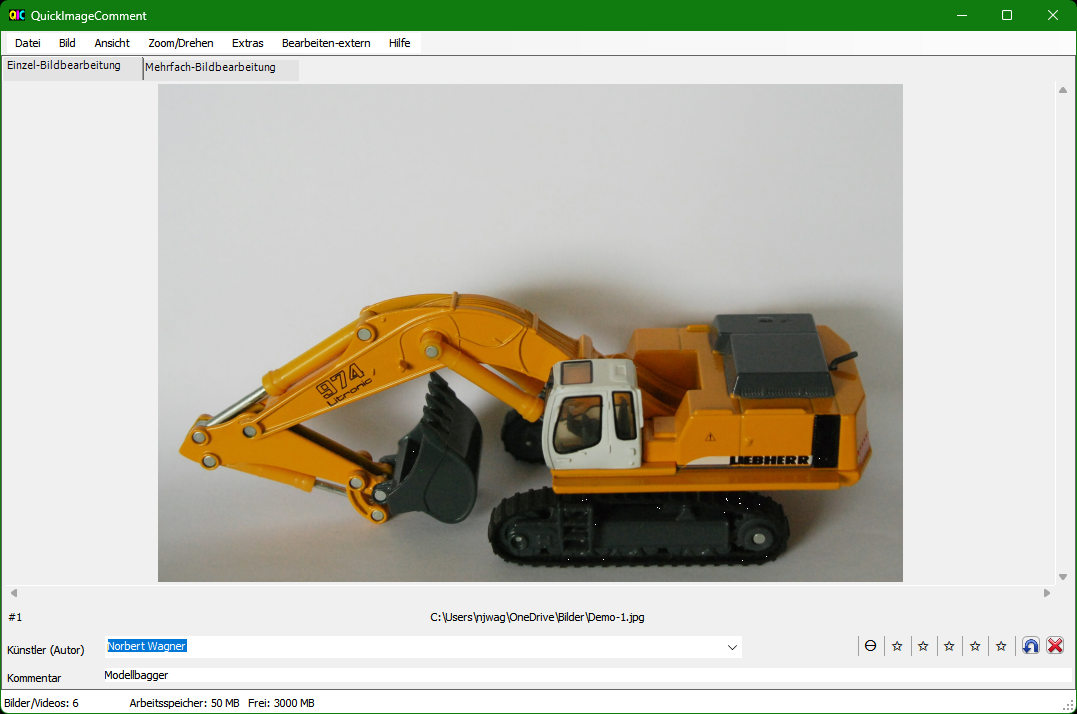 QuickImageComment
Datei Bild Ansicht Zoom/Drehen Extras Bearbeiten-extern Hilfe
Einzel-Bildbearbeitung Mehrfach-Bildbearbeitung
974
Litronic
LIEBHERR
#1 C:\Users\njwag\OneDrive\Bilder\Demo-1.jpg
Künstler (Autor) Norbert Wagner
Kommentar Modellbagger
Bilder/Videos: 6 Arbeitsspeicher: 50 MB Frei: 3000 MB